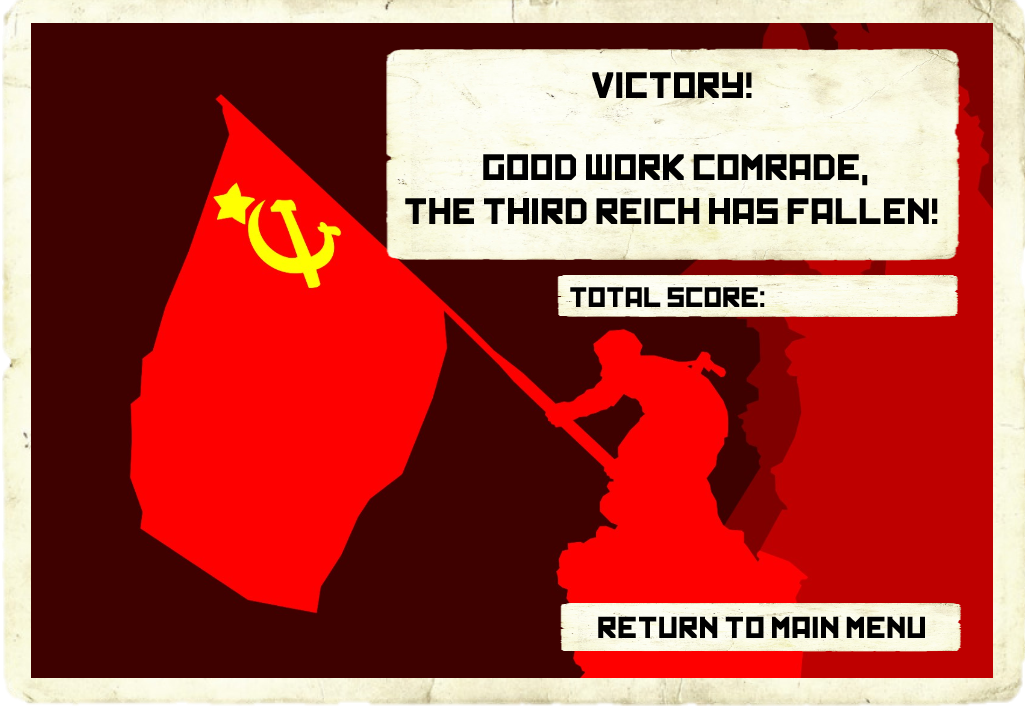 VICTORY!
GOOD WORK COMRADE,
THE THIRD REICH HAS FALLEN!
TOTAL SCORE:
RETURN TO MAIN MENU